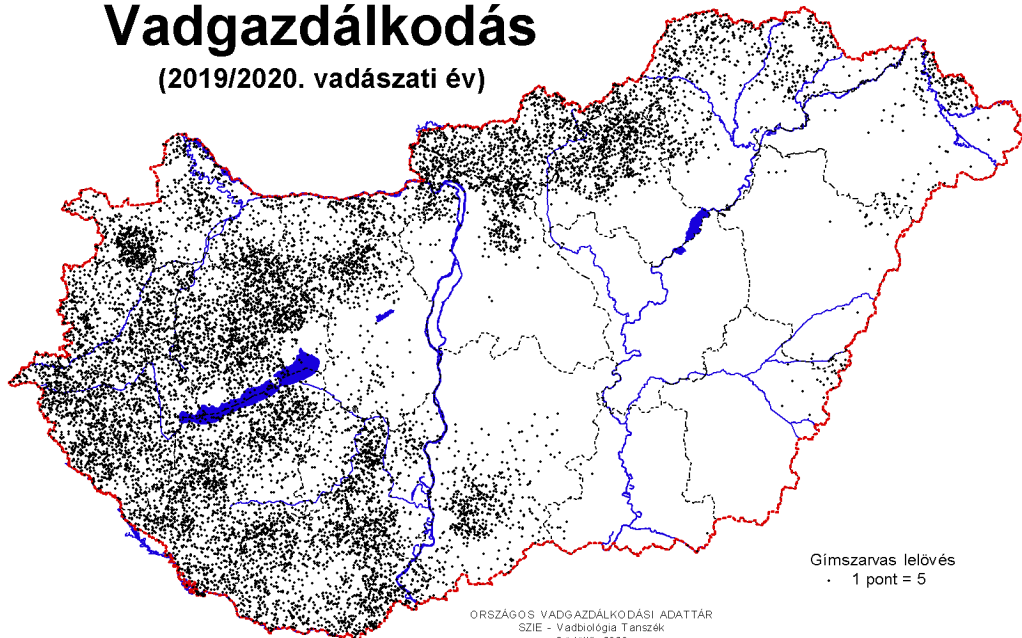 Vadgazdálkodás
(2019/2020. vadászati év)
Gímszarvas lelövés
1 pont = 5
ORSZÁGOS VADGAZDÁLKODÁSI ADATTÁR
SZIE - Vadbiológia Tanszék